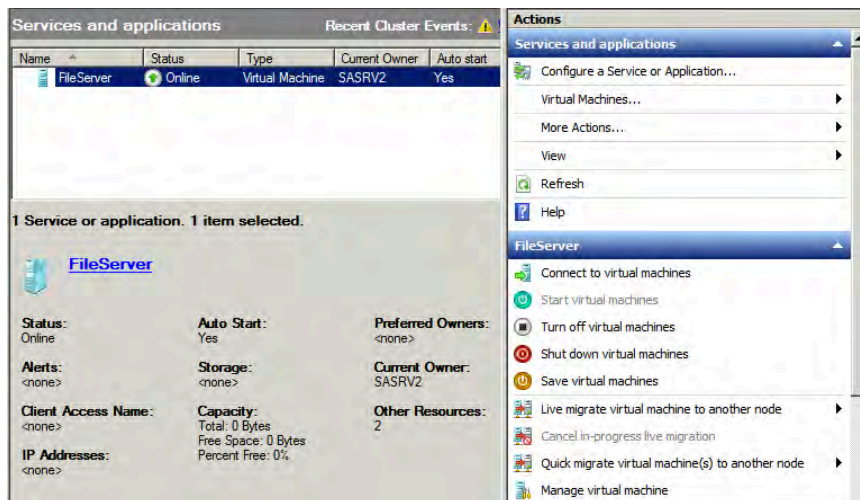 Services and applications
Recent Cluster Events:
Name Status Type Current Owner Auto start
FileServer Online Virtual Machine SASRV2 Yes
1 Service or application. 1 item selected.
FileServer
Status: Auto Start: Preferred Owners:
Online Yes <none>
Alerts: Storage: Current Owner:
<none> <none> SASRV2
Client Access Name: Capacity: Other Resources:
<none> Total: 0 Bytes 2
Free Space: 0 Bytes
IP Addresses: Percent Free: 0%
<none>
Actions
Services and applications
Configure a Service or Application...
Virtual Machines...
More Actions...
View
Refresh
Help
FileServer
Connect to virtual machines
Start virtual machines
Turn off virtual machines
Shut down virtual machines
Save virtual machines
Live migrate virtual machine to another node
Cancel in-progress live migration
Quick migrate virtual machine(s) to another node
Manage virtual machine